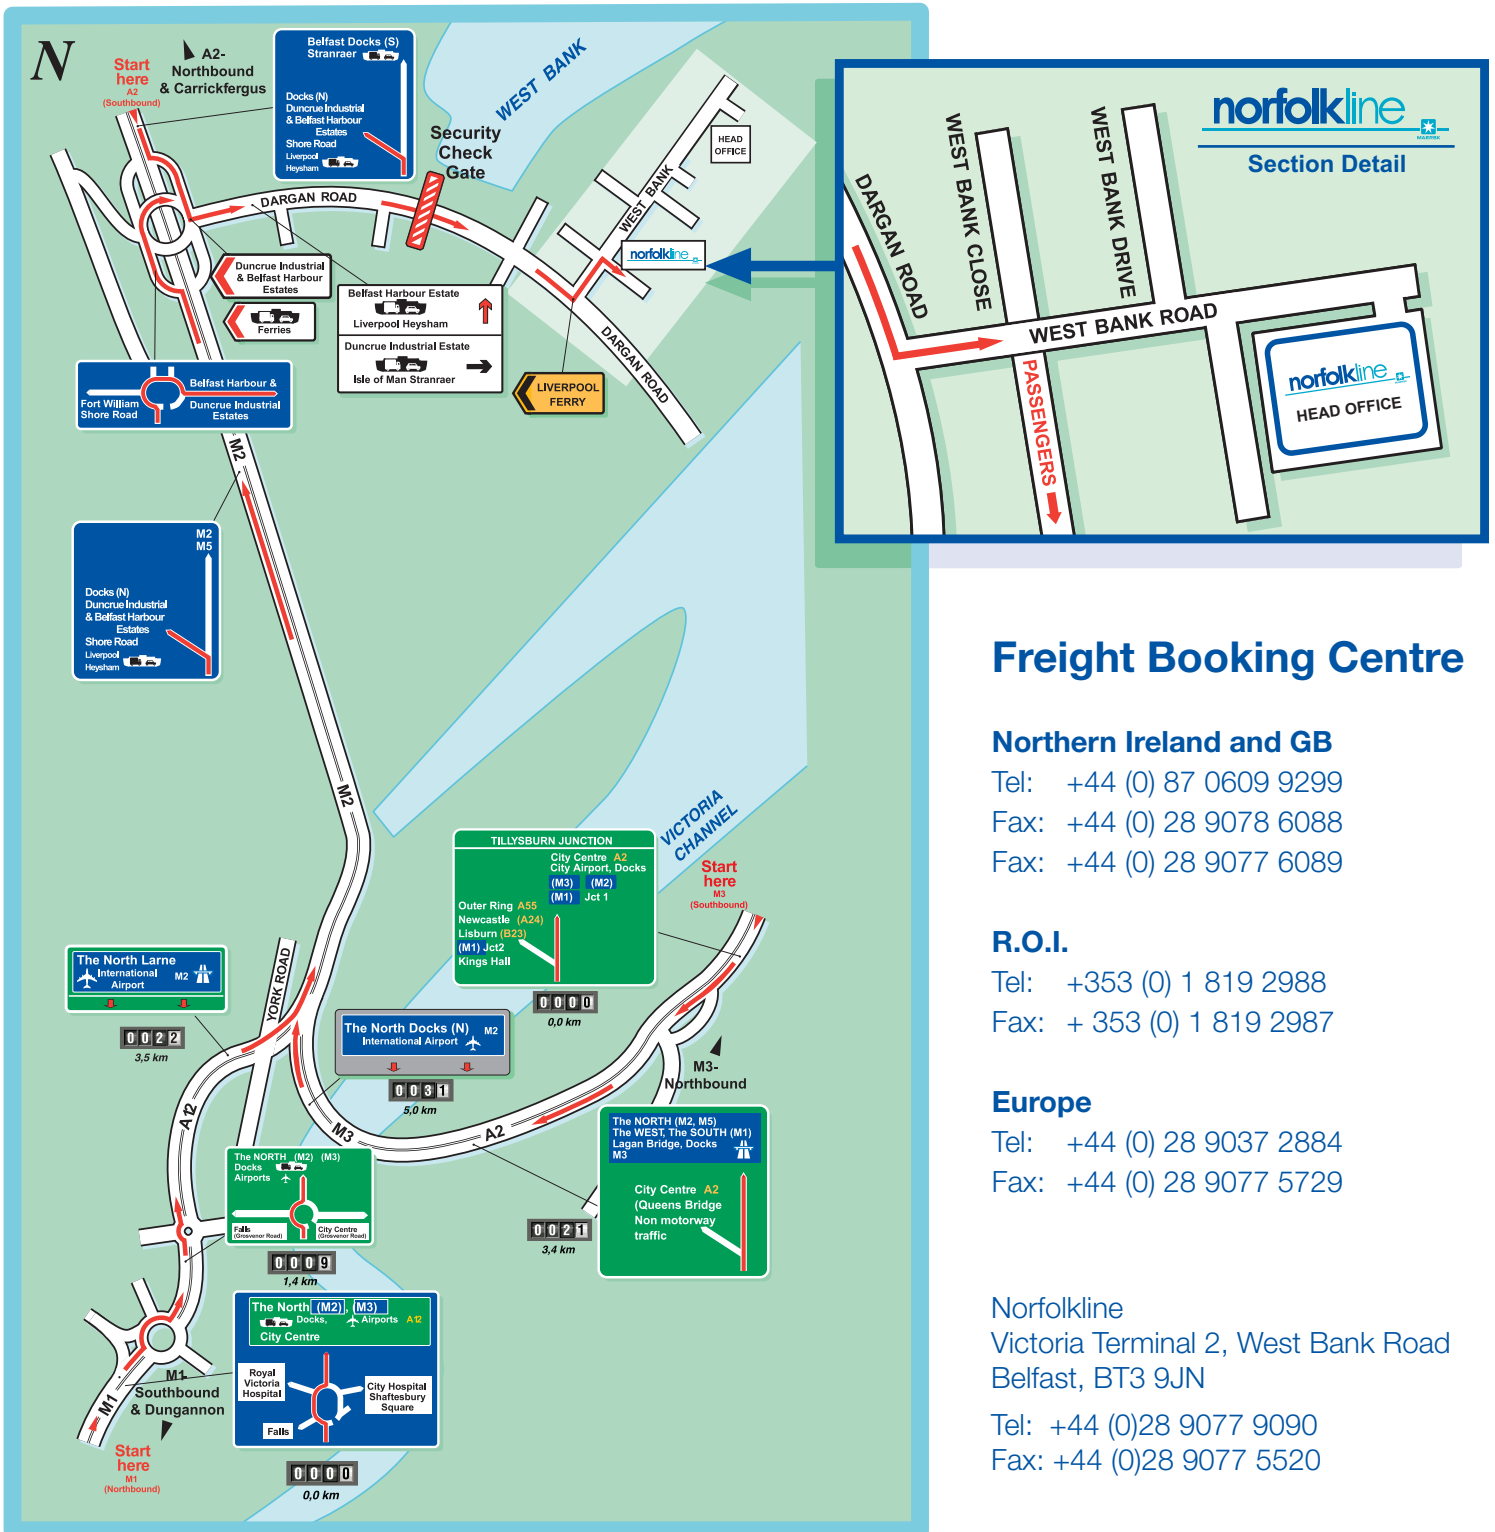 N
Start
here
A2
(Southbound)
A2-
Northbound
& Carrickfergus
Belfast Docks (S)
Stranraer
Docks (N)
Duncrue Industrial
& Belfast Harbour
Estates
Shore Road
Liverpool
Heysham
WEST BANK
Security
Check
Gate
HEAD
OFFICE
WEST BANK
norfolkline
DARGAN ROAD
DARGAN ROAD
Duncrue Industrial
& Belfast Harbour
Estates
Ferries
Belfast Harbour Estate
Liverpool Heysham
Duncrue Industrial Estate
Isle of Man Stranraer
LIVERPOOL
FERRY
Belfast Harbour &
Duncrue Industrial
Estates
Fort William
Shore Road
M2
M2
M5
Docks (N)
Duncrue Industrial
& Belfast Harbour
Estates
Shore Road
Liverpool
Heysham
M2
VICTORIA
CHANNEL
TILLYSBURN JUNCTION
City Centre A2
City Airport, Docks
(M3) (M2)
(M1) Jct 1
Outer Ring A55
Newcastle (A24)
Lisburn (B23)
(M1) Jct2
Kings Hall
0000
0,0 km
Start
here
M3
(Southbound)
The North Larne
International
Airport
M2
0022
3,5 km
YORK ROAD
The North Docks (N) M2
International Airport
0031
5,0 km
M3-
Northbound
A12
M3
A2
The NORTH (M2, M5)
The WEST, The SOUTH (M1)
Lagan Bridge, Docks
M3
City Centre A2
(Queens Bridge
Non motorway
traffic
0021
3,4 km
The NORTH (M2) (M3)
Docks
Airports
Falls
(Grosvenor Road)
City Centre
(Grosvenor Road)
0009
1,4 km
The North (M2), (M3)
Docks, Airports A12
City Centre
Royal
Victoria
Hospital
City Hospital
Shaftesbury
Square
Falls
0000
0,0 km
M1-
Southbound
& Dungannon
M1
Start
here
M1
(Northbound)
norfolkline
MAERSK
Section Detail
DARGAN ROAD
WEST BANK CLOSE
WEST BANK DRIVE
WEST BANK ROAD
PASSENGERS
norfolkline
HEAD OFFICE
Freight Booking Centre
Northern Ireland and GB
Tel: +44 (0) 87 0609 9299
Fax: +44 (0) 28 9078 6088
Fax: +44 (0) 28 9077 6089
R.O.I.
Tel: +353 (0) 1 819 2988
Fax: + 353 (0) 1 819 2987
Europe
Tel: +44 (0) 28 9037 2884
Fax: +44 (0) 28 9077 5729
Norfolkline
Victoria Terminal 2, West Bank Road
Belfast, BT3 9JN
Tel: +44 (0)28 9077 9090
Fax: +44 (0)28 9077 5520